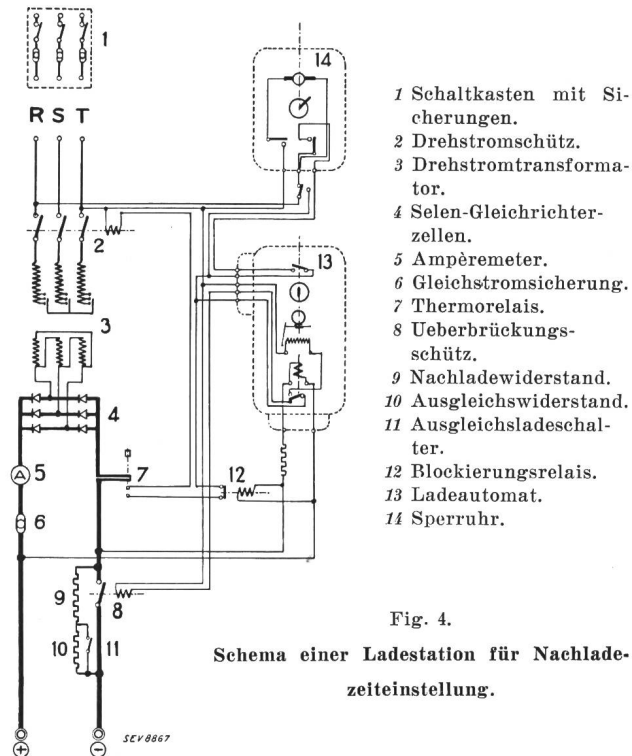 1
14
R S T
2
13
3
4
5
7
12
6
9
8
10
11
SEV8867
1 Schaltkasten mit Si-
cherungen.
2 Drehstromschütz.
3 Drehstromtransforma-
tor.
4 Selen-Gleichrichter-
zellen.
5 Ampèremeter.
6 Gleichstromsicherung.
7 Thermorelais.
8 Ueberbrückungs-
schütz.
9 Nachladewiderstand.
10 Ausgleichswiderstand.
11 Ausgleichsladeschal-
ter.
12 Blockierungsrelais.
13 Ladeautomat.
14 Sperruhr.
A
+
−
Fig. 4.
Schema einer Ladestation für Nachlade-
zeiteinstellung.